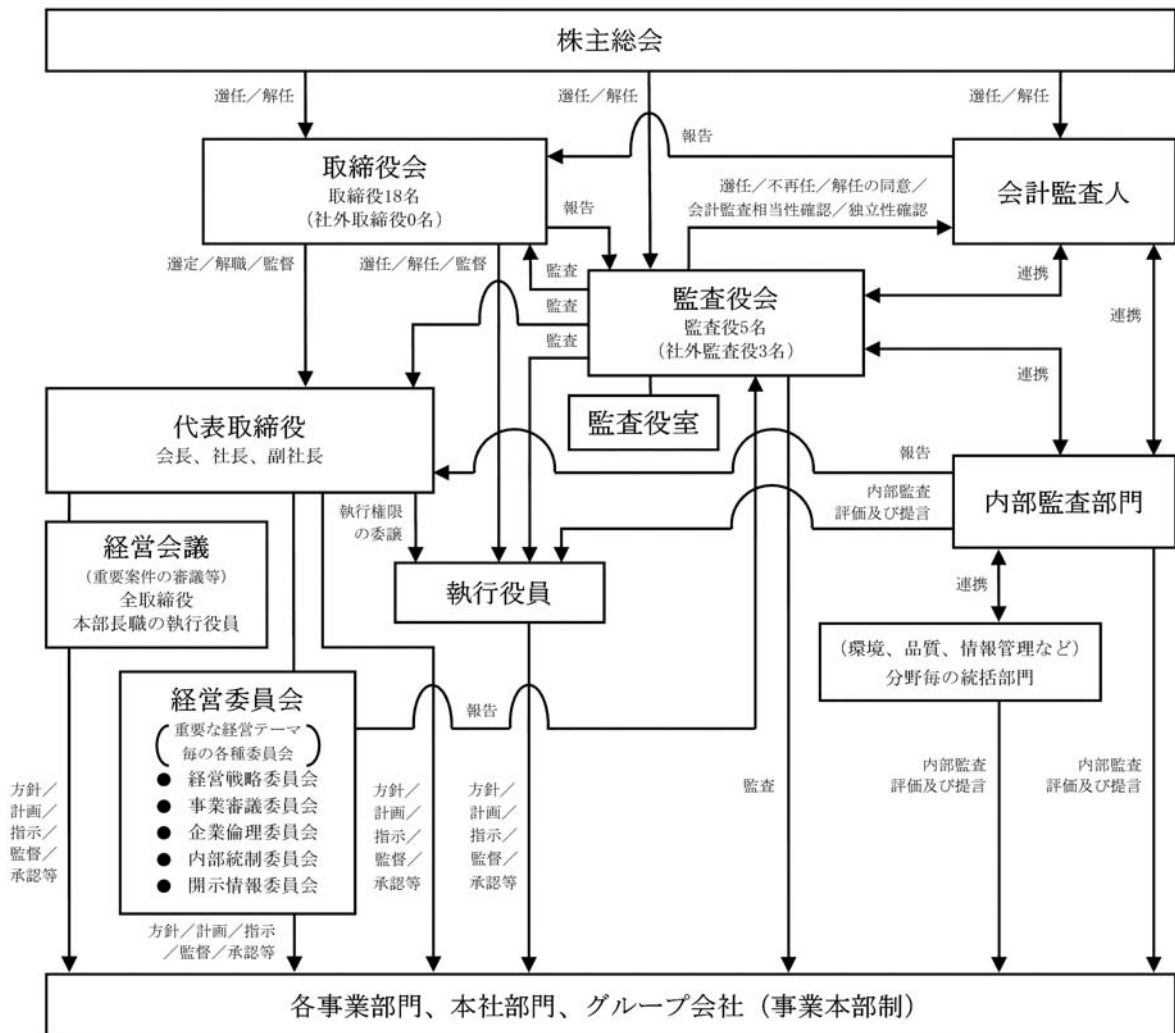 株主総会
選任／解任
選任／解任
選任／解任
報告
取締役会
取締役18名
（社外取締役0名）
会計監査人
選任／不再任／解任の同意／
会計監査相当性確認／独立性確認
報告
選定／解職／監督
選任／解任／監督
監査
監査
監査
監査役会
監査役5名
（社外監査役3名）
連携
連携
連携
監査役室
代表取締役
会長、社長、副社長
報告
内部監査
評価及び提言
内部監査部門
執行権限
の委譲
経営会議
（重要案件の審議等）
全取締役
本部長職の執行役員
執行役員
連携
（環境、品質、情報管理など）
分野毎の統括部門
経営委員会
（重要な経営テーマ
毎の各種委員会）
● 経営戦略委員会
● 事業審議委員会
● 企業倫理委員会
● 内部統制委員会
● 開示情報委員会
報告
方針／
計画／
指示／
監督／
承認等
方針／
計画／
指示／
監督／
承認等
方針／
計画／
指示／
監督／
承認等
監査
内部監査
評価及び提言
内部監査
評価及び提言
方針／計画／指示
／監督／承認等
各事業部門、本社部門、グループ会社（事業本部制）